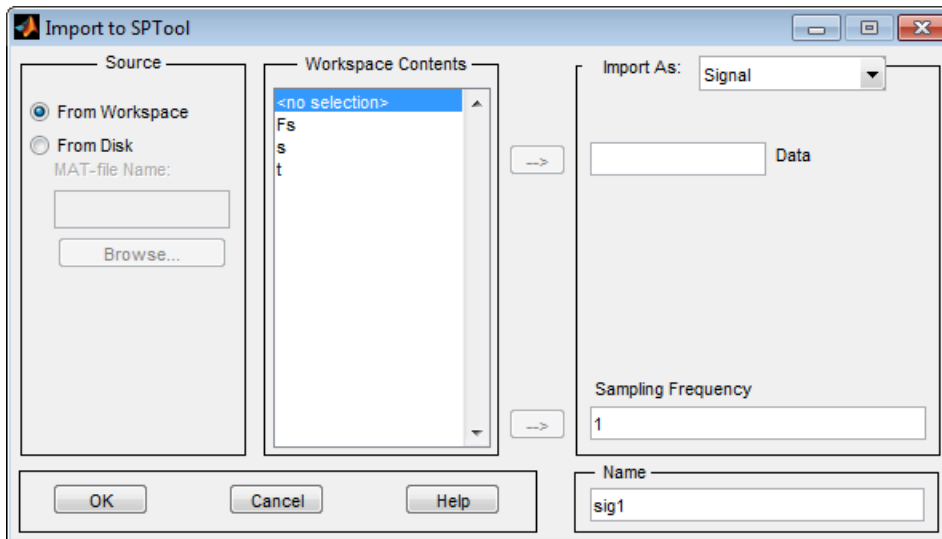 Import to SPTool
Source
From Workspace
From Disk
MAT-file Name:
Browse...
Workspace Contents
<no selection>
Fs
s
t
-->
-->
Import As:
Signal
Data
Sampling Frequency
1
OK
Cancel
Help
Name
sig1